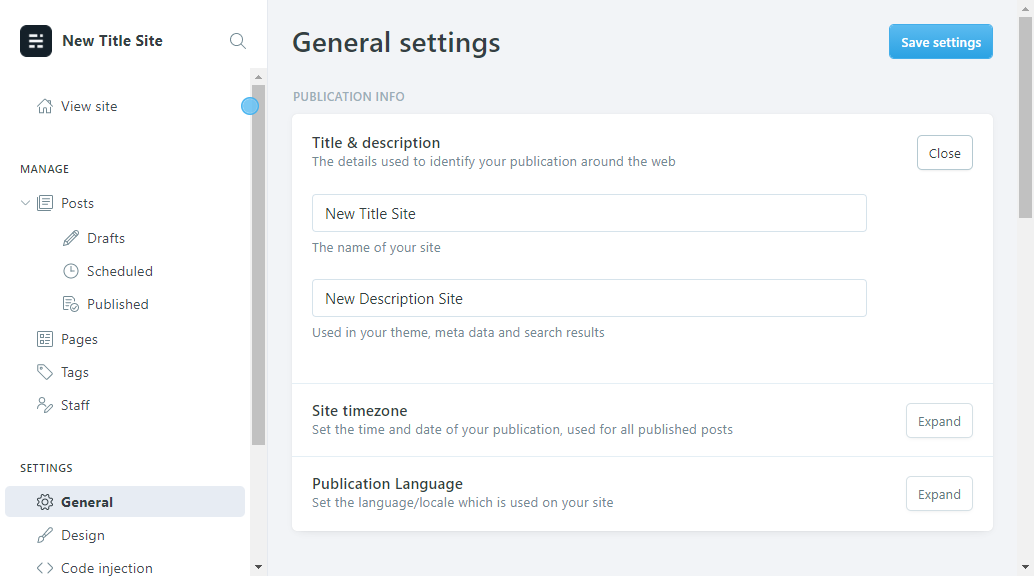 New Title Site
View site
MANAGE
Posts
Drafts
Scheduled
Published
Pages
Tags
Staff
SETTINGS
General
Design
Code injection
General settings
Save settings
PUBLICATION INFO
Title & description
The details used to identify your publication around the web
Close
New Title Site
The name of your site
New Description Site
Used in your theme, meta data and search results
Site timezone
Set the time and date of your publication, used for all published posts
Expand
Publication Language
Set the language/locale which is used on your site
Expand